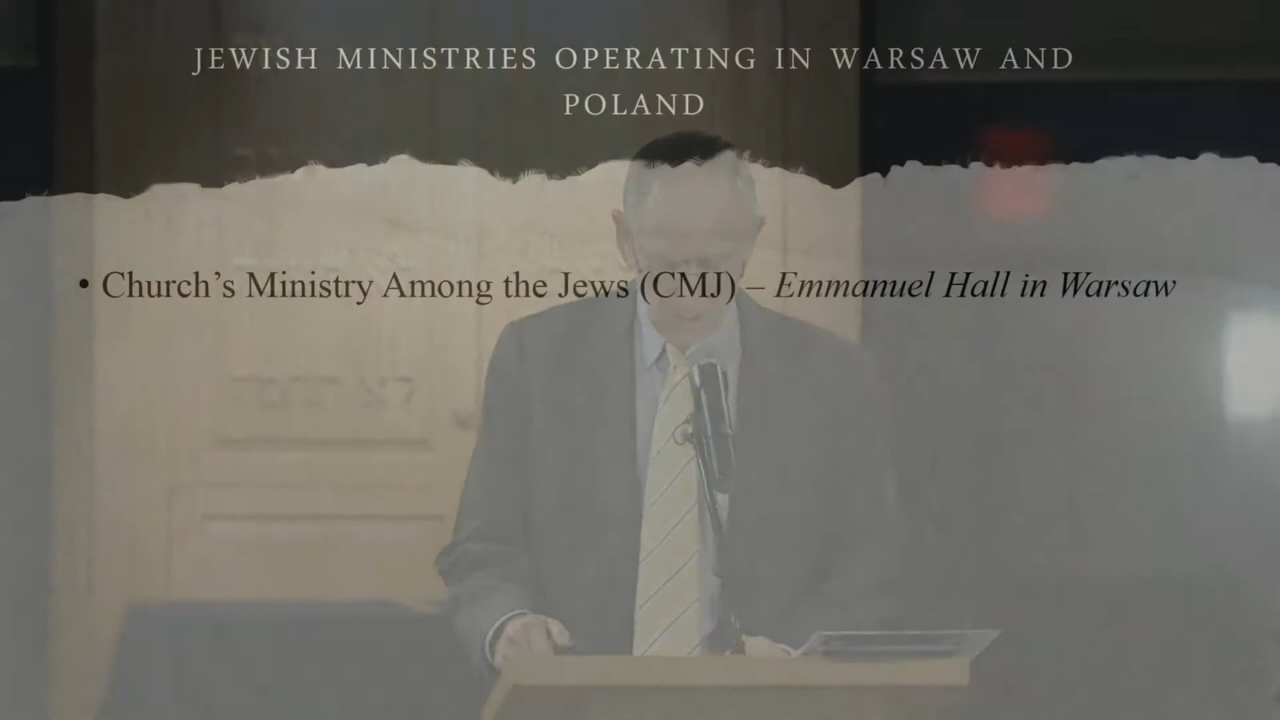 JEWISH MINISTRIES OPERATING IN WARSAW AND
POLAND
• Church’s Ministry Among the Jews (CMJ) – Emmanuel Hall in Warsaw